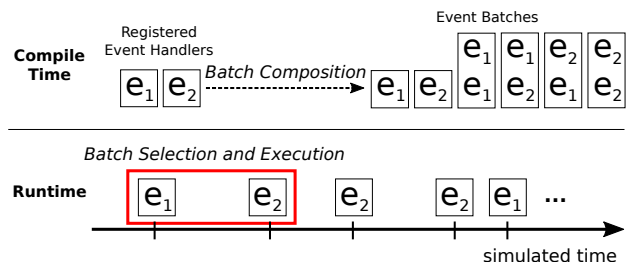 Compile
Time
Registered
Event Handlers
e1 e2
Batch Composition
Event Batches
e1 e1 e2 e2
e1 e2 e1 e2 e1 e2
Batch Selection and Execution
Runtime
e1 e2 e2 e2 e1 ...
simulated time